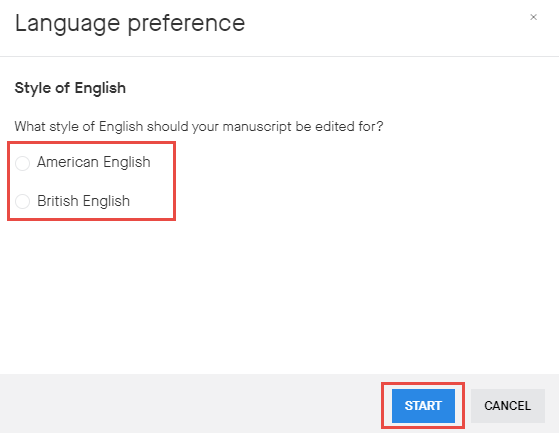 Language preference
×
Style of English
What style of English should your manuscript be edited for?
American English
British English
START CANCEL